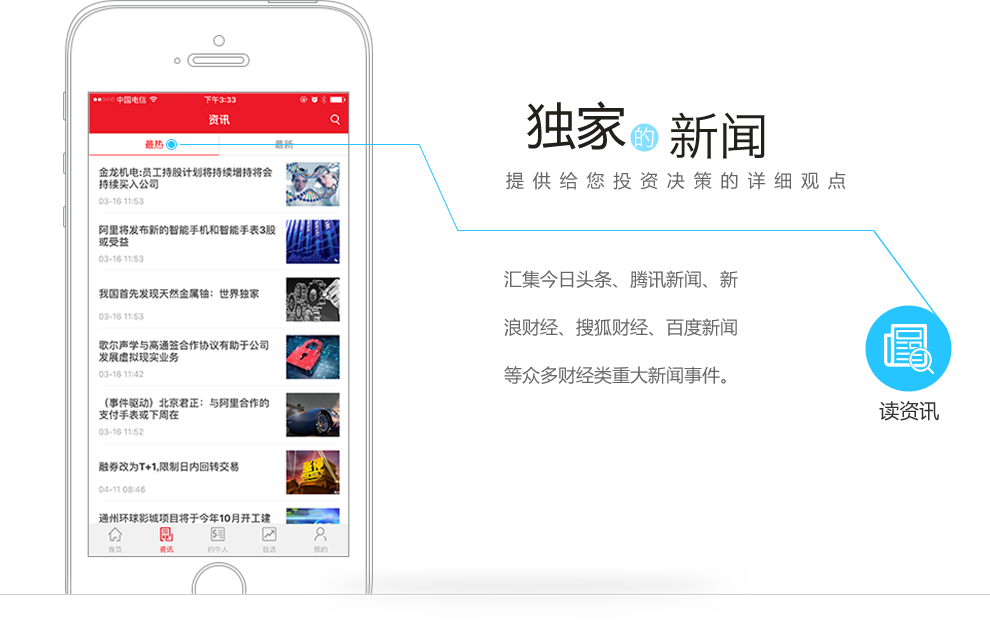 中国电信
下午3:33
资讯
最热
最新
金龙机电:员工持股计划将持续增持将会
持续买入公司
03-16 11:53
阿里将发布新的智能手机和智能手表3股
或受益
03-16 11:53
我国首先发现天然金属铀：世界独家
03-16 11:53
歌尔声学与高通签合作协议有助于公司
发展虚拟现实业务
03-16 11:42
（事件驱动）北京君正：与阿里合作的
支付手表或下周在
03-16 11:52
融券改为T+1,限制日内回转交易
04-11 08:46
通州环球影城项目将于今年10月开工建
首页
资讯
约牛人
自选
我的
独家的新闻
提供给您投资决策的详细观点
汇集今日头条、腾讯新闻、新
浪财经、搜狐财经、百度新闻
等众多财经类重大新闻事件。
读资讯